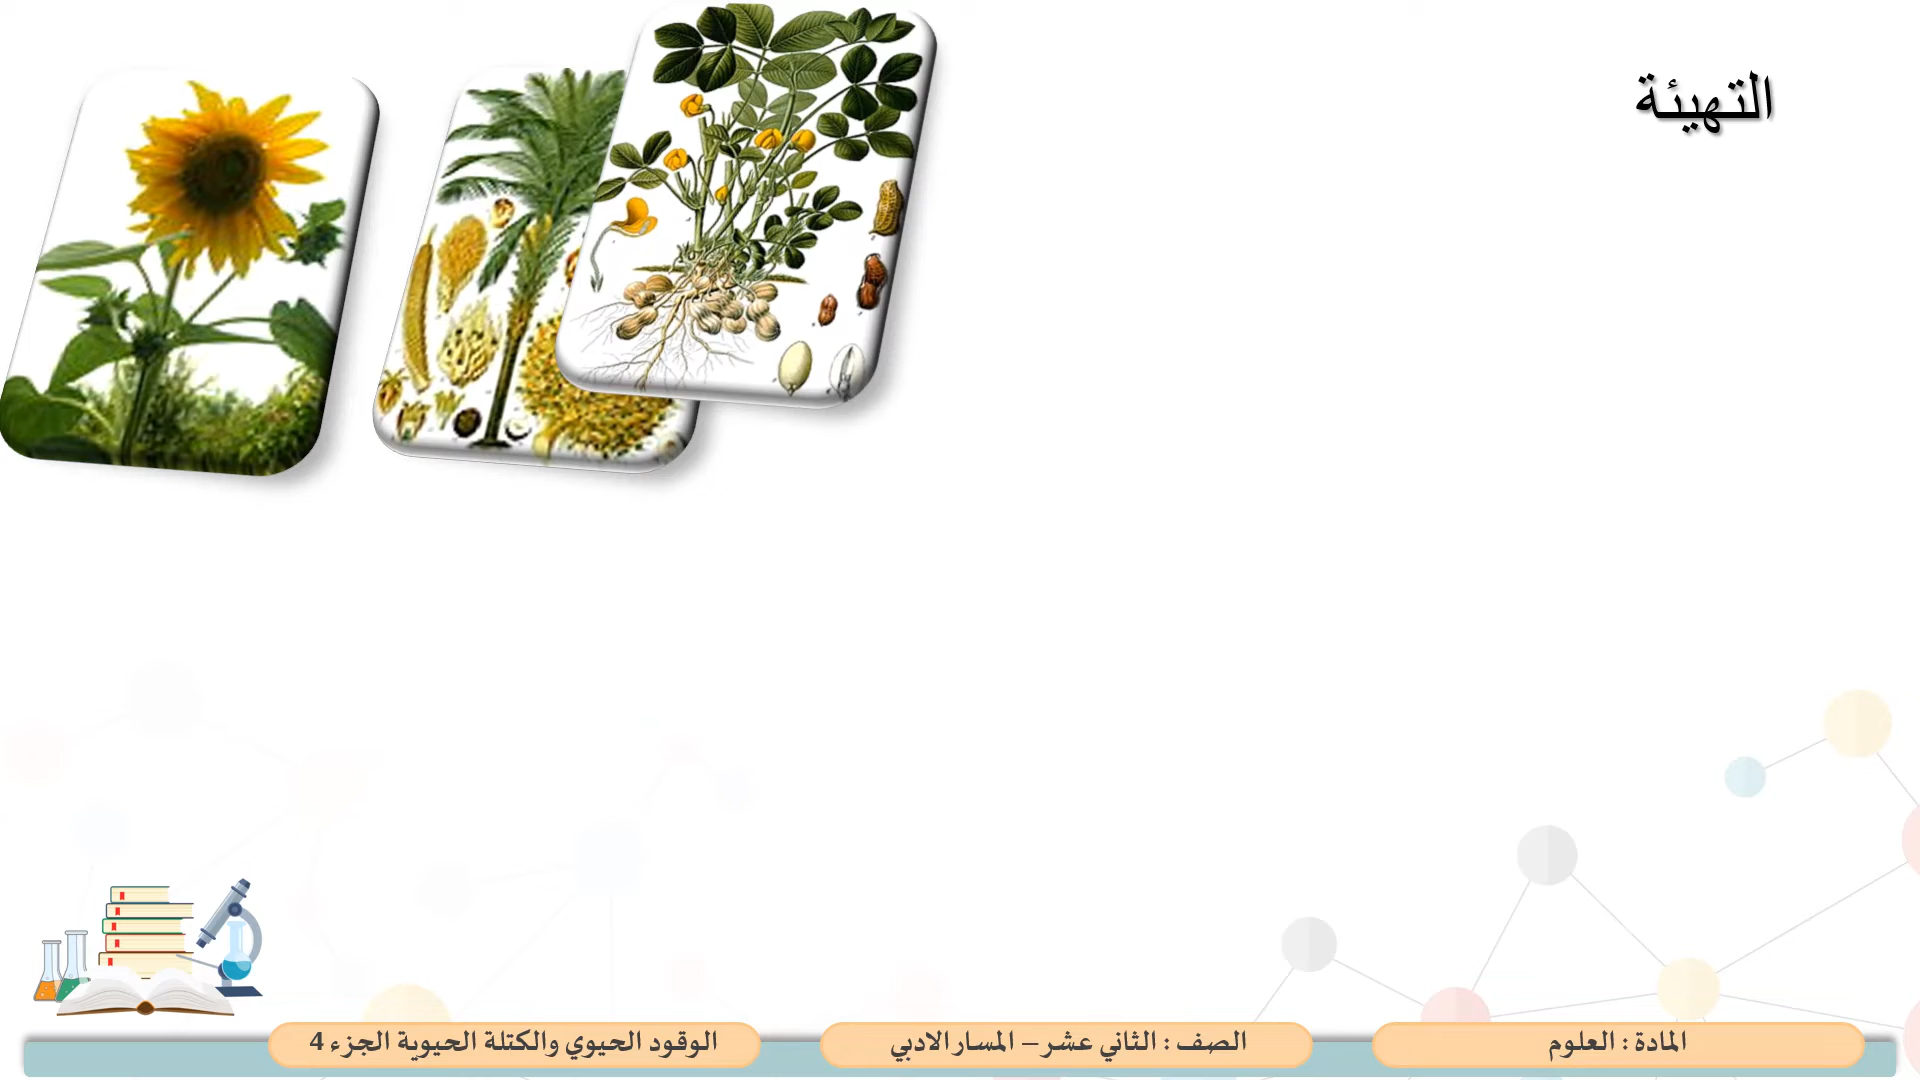 التهيئة
المادة : العلوم
الصف : الثاني عشر – المسار الادبي
الوقود الحيوي والكتلة الحيوية الجزء 4